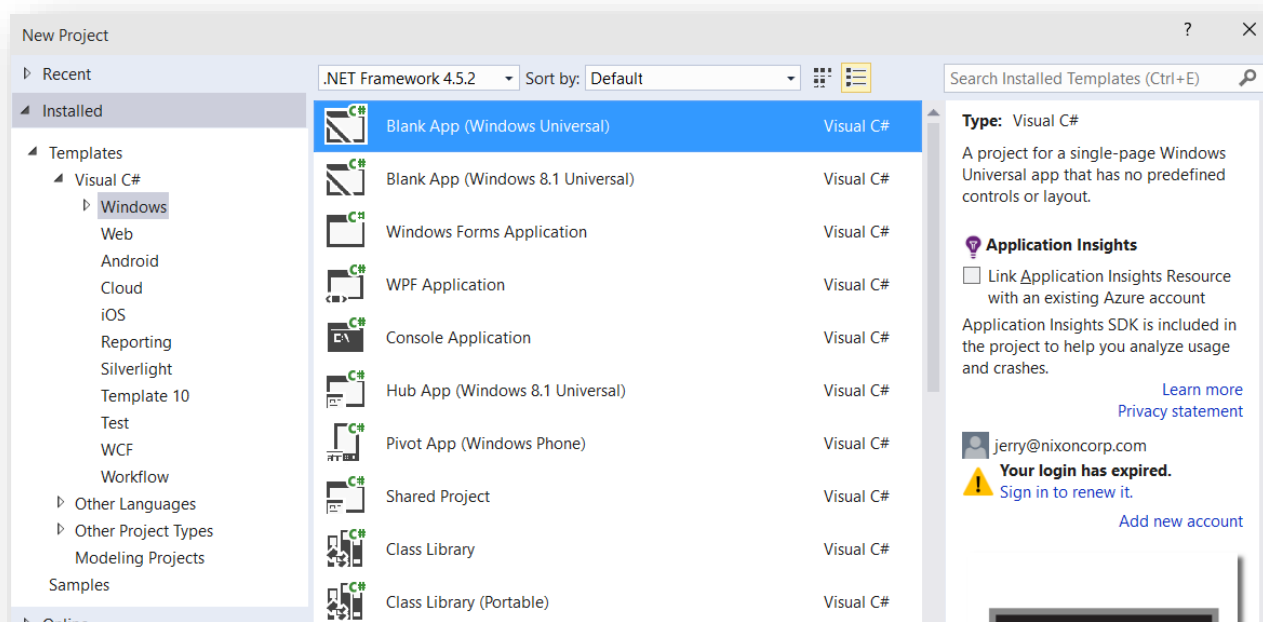 New Project
?
Recent
Installed
Templates
Visual C#
Windows
Web
Android
Cloud
iOS
Reporting
Silverlight
Template 10
Test
WCF
Workflow
Other Languages
Other Project Types
Modeling Projects
Samples
Online
.NET Framework 4.5.2 Sort by: Default
C# Blank App (Windows Universal) Visual C#
C# Blank App (Windows 8.1 Universal) Visual C#
C# Windows Forms Application Visual C#
C# WPF Application Visual C#
C# Console Application Visual C#
C# Hub App (Windows 8.1 Universal) Visual C#
C# Pivot App (Windows Phone) Visual C#
C# Shared Project Visual C#
C# Class Library Visual C#
C# Class Library (Portable) Visual C#
Search Installed Templates (Ctrl+E)
Type: Visual C#
A project for a single-page Windows
Universal app that has no predefined
controls or layout.
Application Insights
Link Application Insights Resource
with an existing Azure account
Application Insights SDK is included in
the project to help you analyze usage
and crashes.
Learn more
Privacy statement
jerry@nixoncorp.com
Your login has expired.
Sign in to renew it.
Add new account